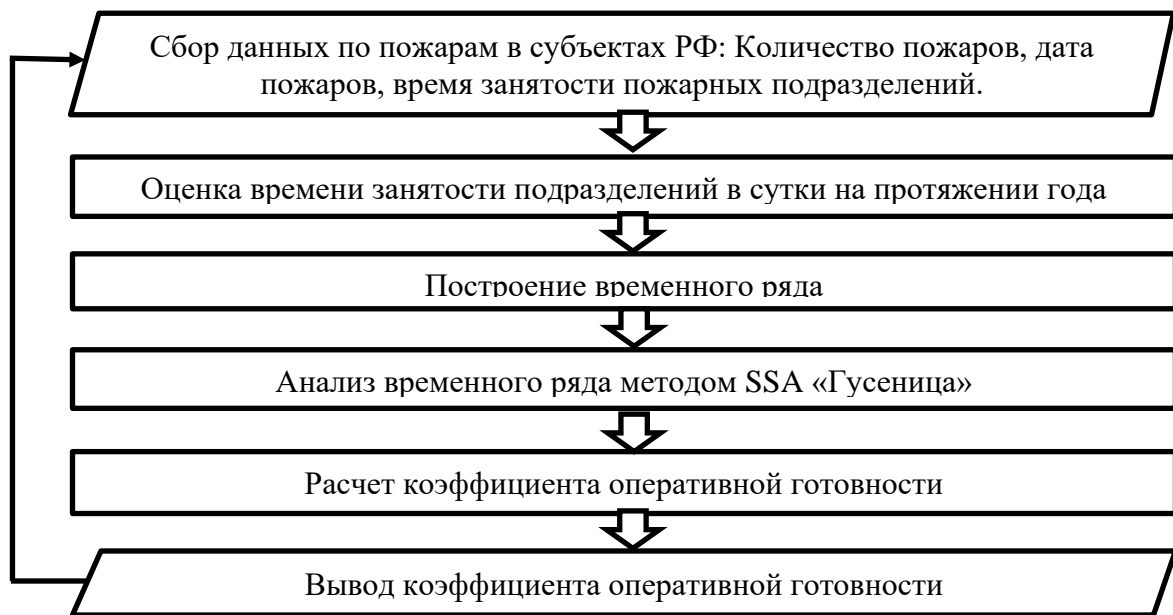 Сбор данных по пожарам в субъектах РФ: Количество пожаров, дата
пожаров, время занятости пожарных подразделений.
Оценка времени занятости подразделений в сутки на протяжении года
Построение временного ряда
Анализ временного ряда методом SSA «Гусеница»
Расчет коэффициента оперативной готовности
Вывод коэффициента оперативной готовности